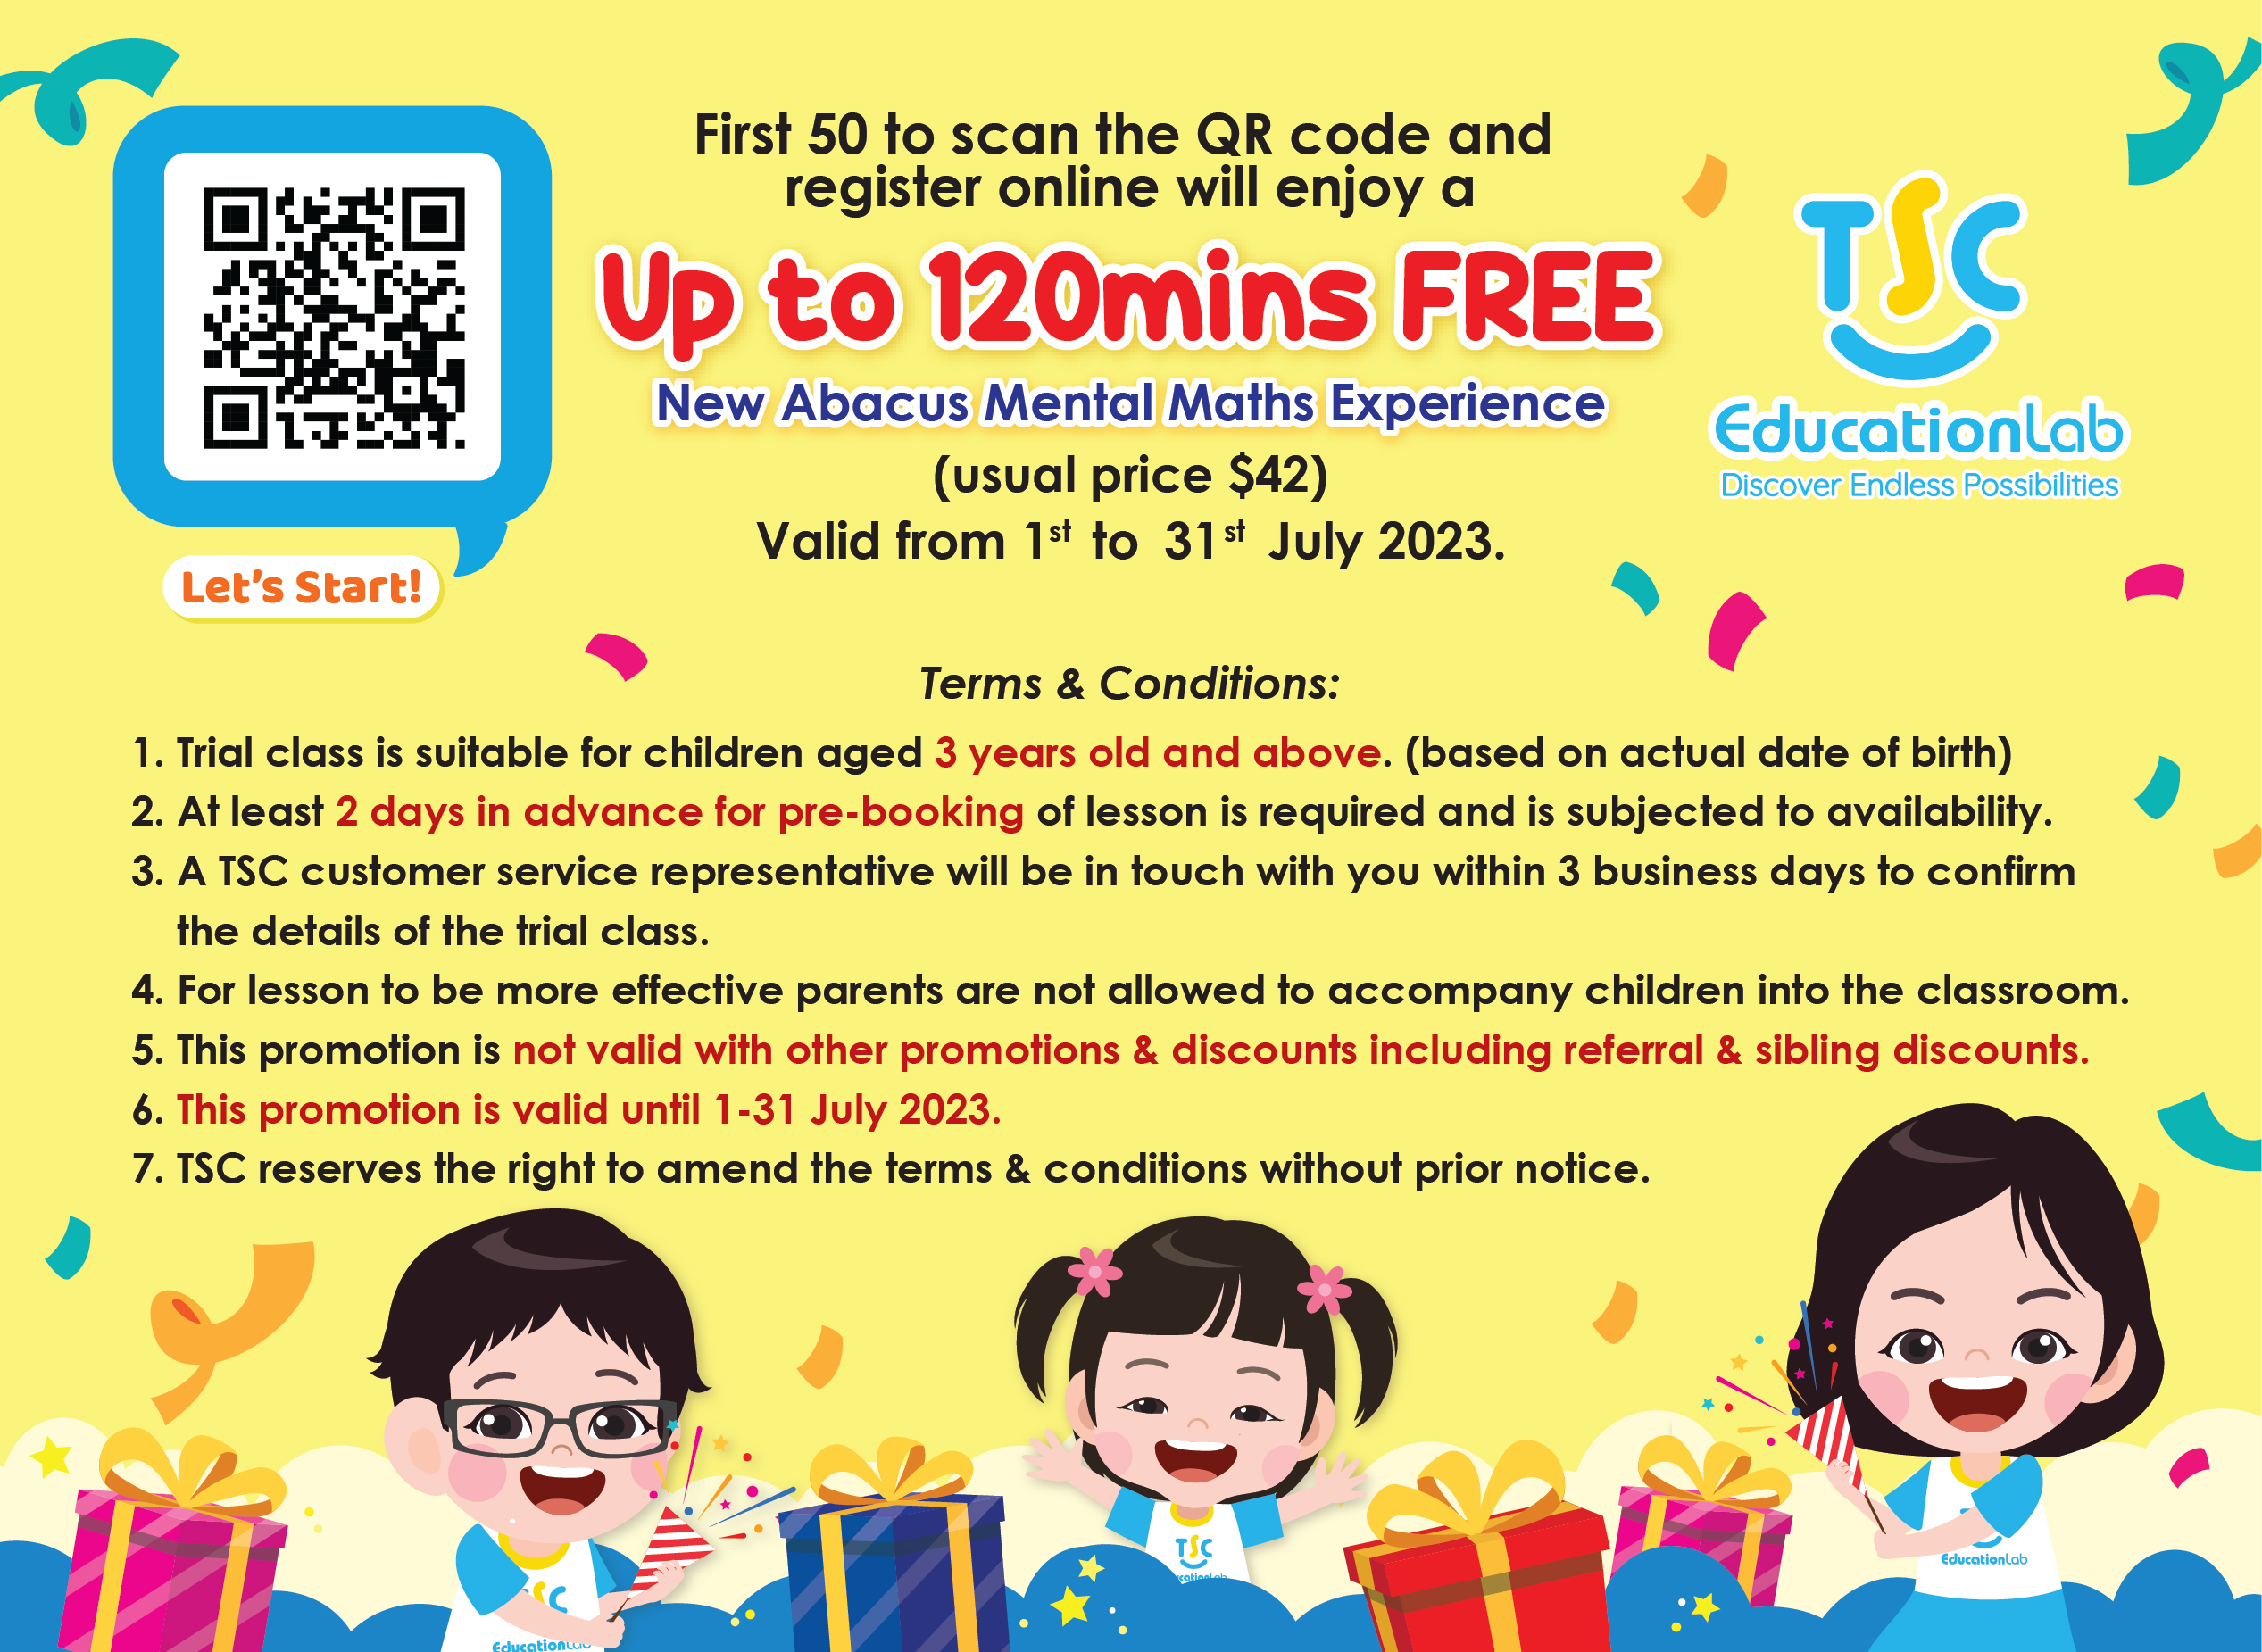 First 50 to scan the QR code and
register online will enjoy a
Up to 120mins FREE
New Abacus Mental Maths Experience
(usual price $42)
Valid from 1st to 31st July 2023.
Let's Start!
TSC
EducationLab
Discover Endless Possibilities
Terms & Conditions:
1. Trial class is suitable for children aged 3 years old and above. (based on actual date of birth)
2. At least 2 days in advance for pre-booking of lesson is required and is subjected to availability.
3. A TSC customer service representative will be in touch with you within 3 business days to confirm
the details of the trial class.
4. For lesson to be more effective parents are not allowed to accompany children into the classroom.
5. This promotion is not valid with other promotions & discounts including referral & sibling discounts.
6. This promotion is valid until 1-31 July 2023.
7. TSC reserves the right to amend the terms & conditions without prior notice.
EducationLab
TSC
EducationLab